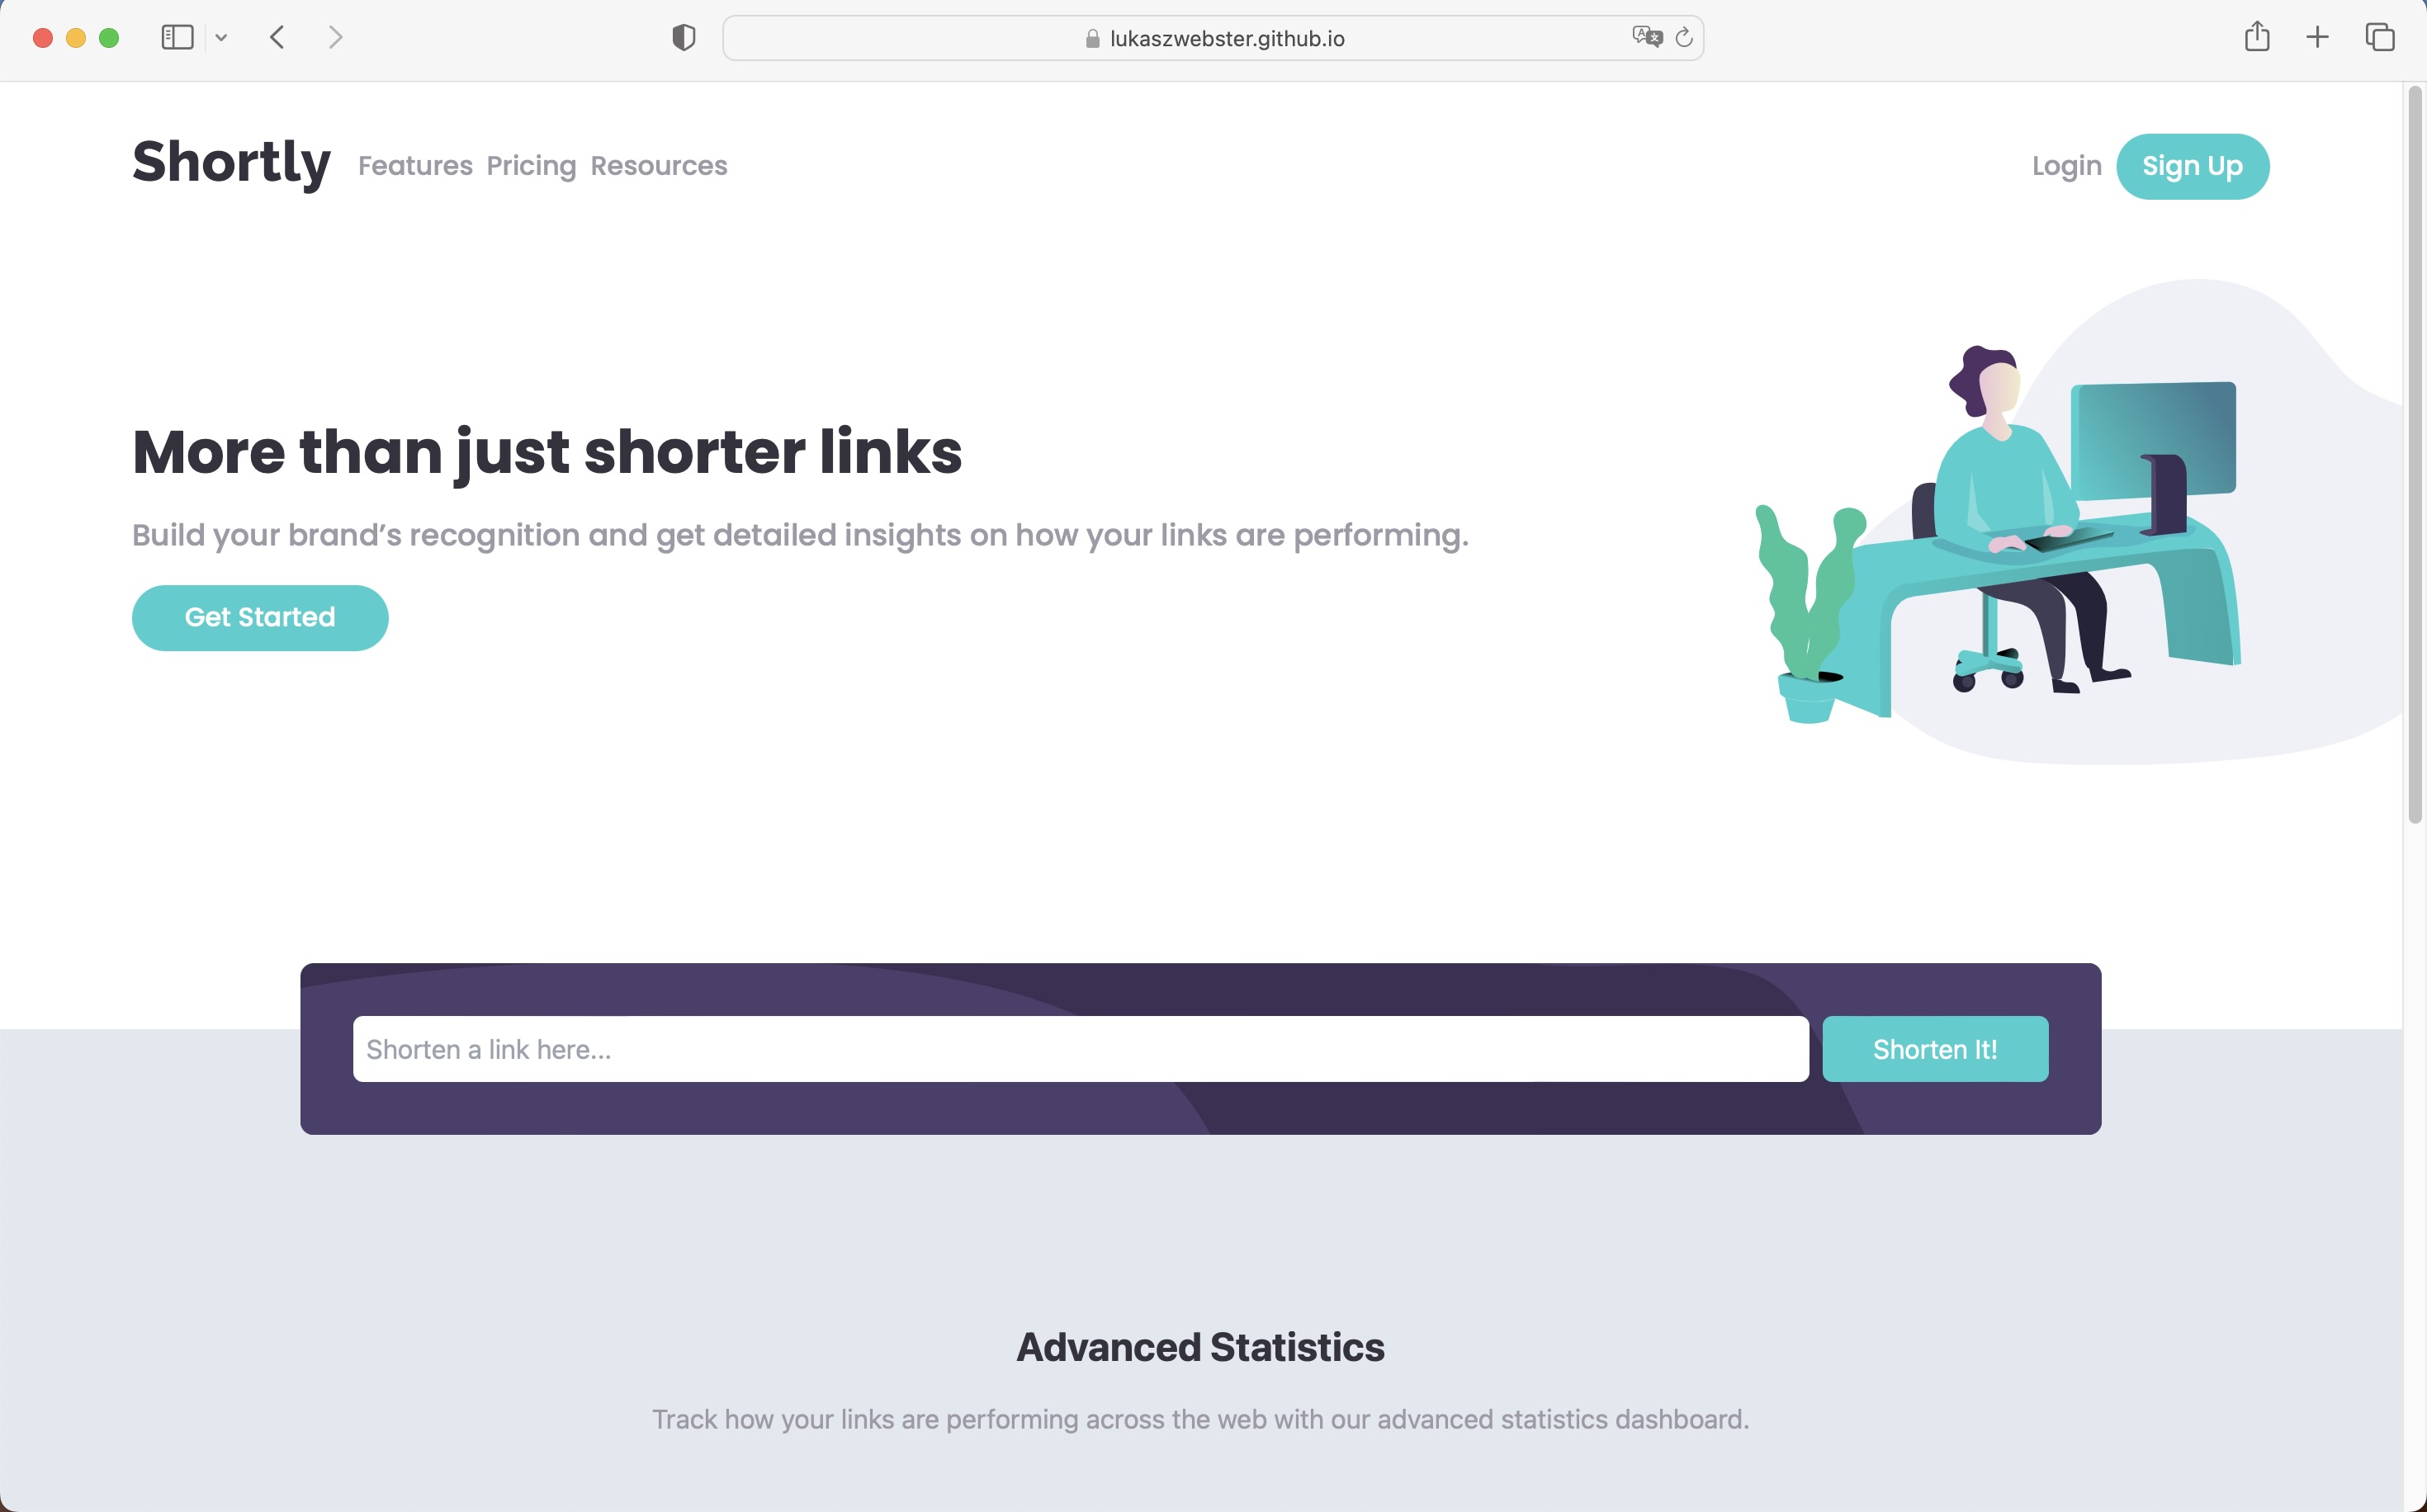 lukaszwebster.github.io
Shortly Features Pricing Resources Login Sign Up
More than just shorter links
Build your brand’s recognition and get detailed insights on how your links are performing.
Get Started
Shorten a link here...
Shorten It!
Advanced Statistics
Track how your links are performing across the web with our advanced statistics dashboard.